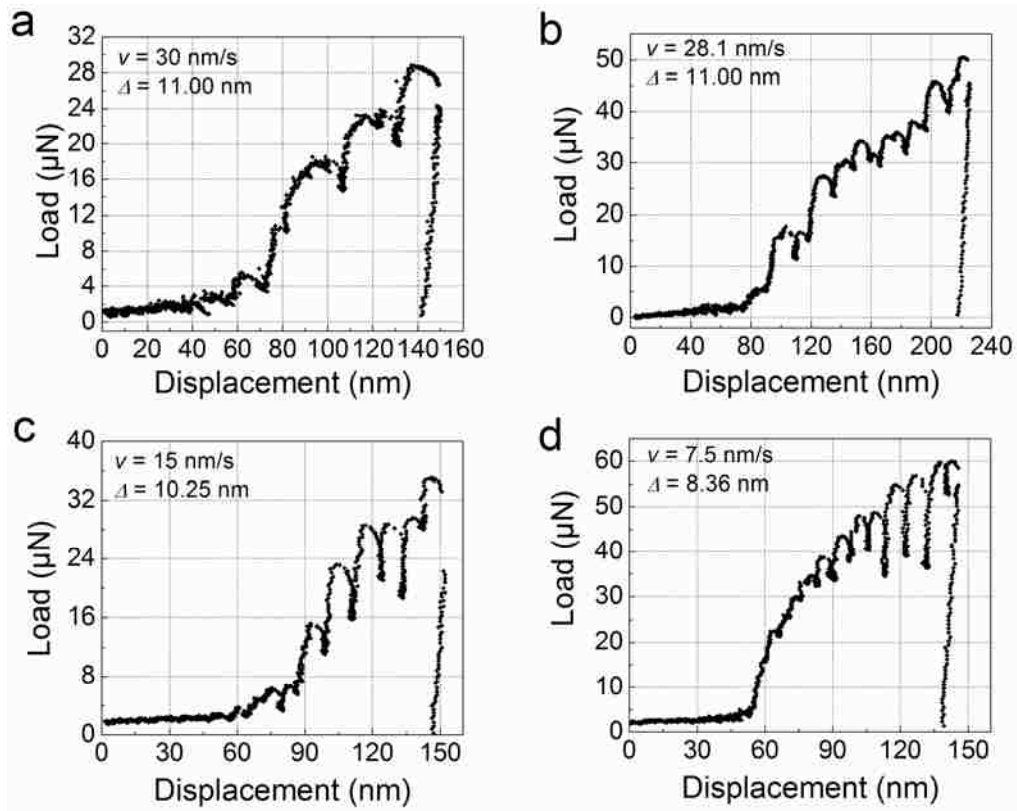 a
v = 30 nm/s
Δ = 11.00 nm
32
28
24
20
16
12
8
4
0
Load (µN)
0 20 40 60 80 100 120 140 160
Displacement (nm)
b
v = 28.1 nm/s
Δ = 11.00 nm
50
40
30
20
10
0
Load (µN)
0 40 80 120 160 200 240
Displacement (nm)
c
v = 15 nm/s
Δ = 10.25 nm
40
32
24
16
8
0
Load (µN)
0 30 60 90 120 150
Displacement (nm)
d
v = 7.5 nm/s
Δ = 8.36 nm
60
50
40
30
20
10
0
Load (µN)
0 30 60 90 120 150
Displacement (nm)